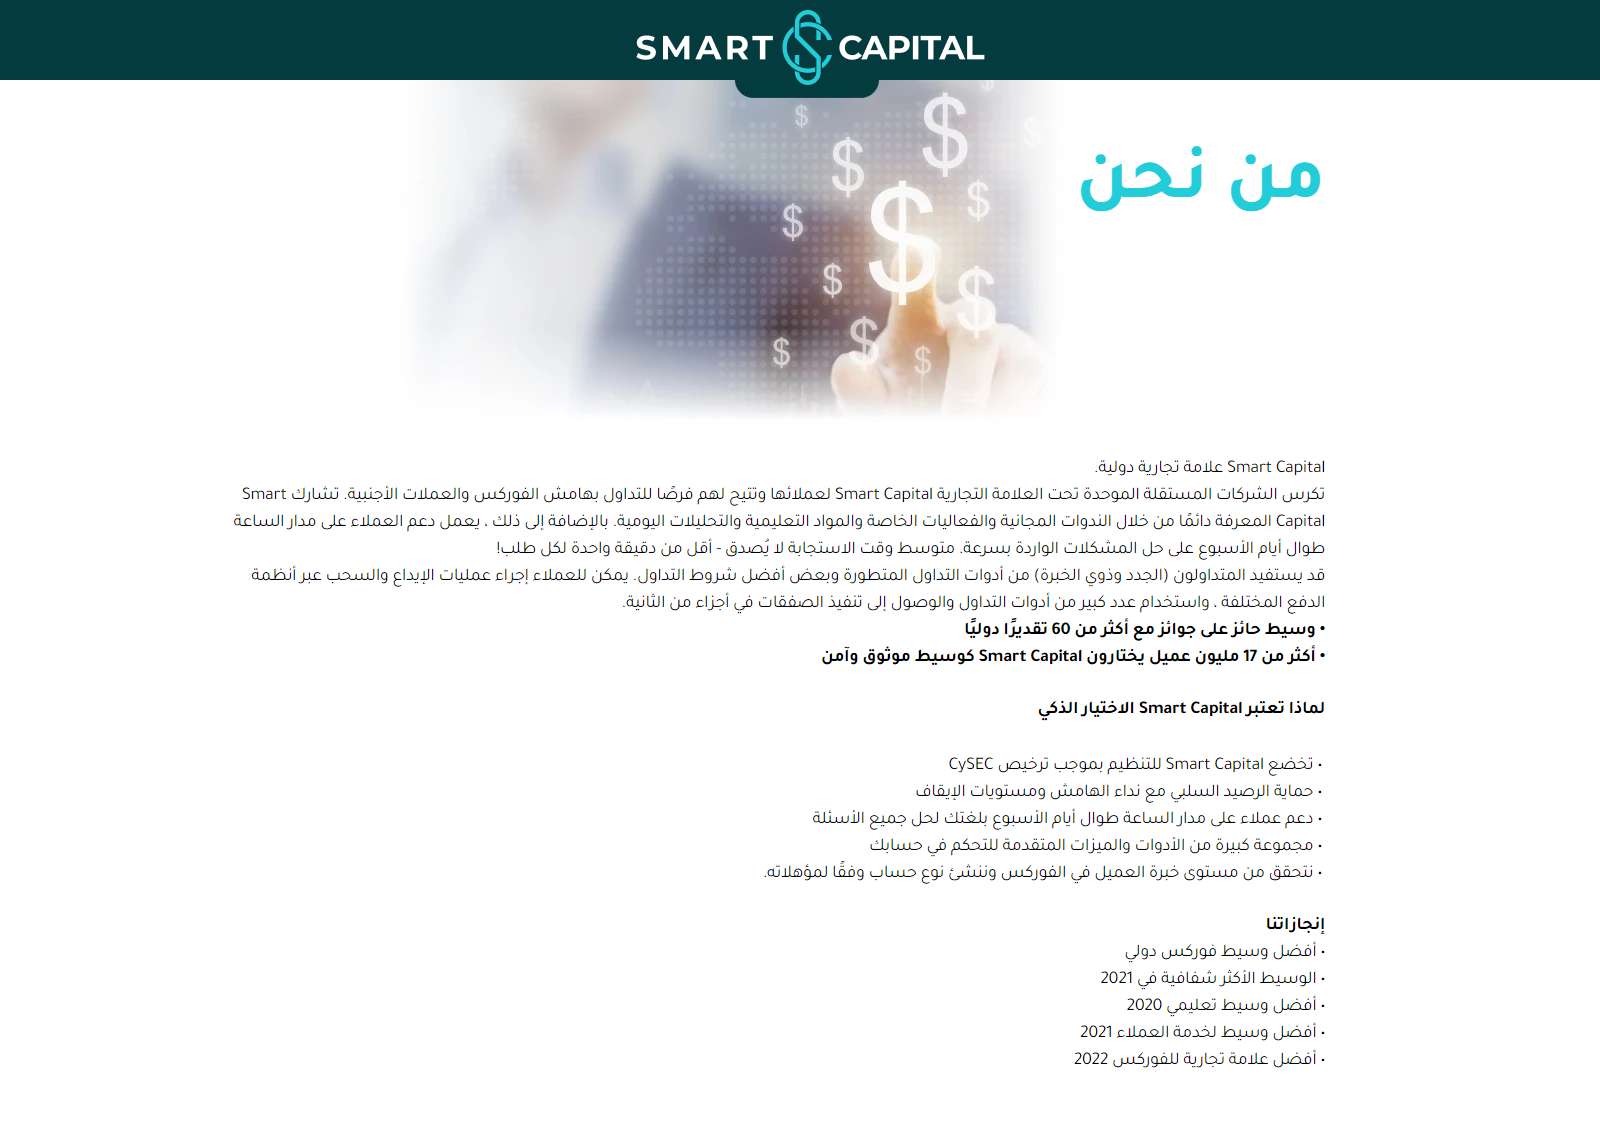 SMART CAPITAL
من نحن
Smart Capital علامة تجارية دولية.
تكرس الشركات المستقلة الموحدة تحت العلامة التجارية Smart Capital لعملائها وتتيح لهم فرصًا للتداول بهامش الفوركس والعملات الأجنبية. تشارك Smart
Capital المعرفة دائمًا من خلال الندوات المجانية والفعاليات الخاصة والمواد التعليمية والتحليلات اليومية. بالإضافة إلى ذلك ، يعمل دعم العملاء على مدار الساعة
طوال أيام الأسبوع على حل المشكلات الواردة بسرعة. متوسط وقت الاستجابة لا يُصدق - أقل من دقيقة واحدة لكل طلب!
قد يستفيد المتداولون (الجدد وذوي الخبرة) من أدوات التداول المتطورة وبعض أفضل شروط التداول. يمكن للعملاء إجراء عمليات الإيداع والسحب عبر أنظمة
الدفع المختلفة ، واستخدام عدد كبير من أدوات التداول والوصول إلى تنفيذ الصفقات في أجزاء من الثانية.
• وسيط حائز على جوائز مع أكثر من 60 تقديرًا دوليًا
• أكثر من 17 مليون عميل يختارون Smart Capital كوسيط موثوق وآمن
لماذا تعتبر Smart Capital الاختيار الذكي
• تخضع Smart Capital للتنظيم بموجب ترخيص CySEC
• حماية الرصيد السلبي مع نداء الهامش ومستويات الإيقاف
• دعم عملاء على مدار الساعة طوال أيام الأسبوع بلغتك لحل جميع الأسئلة
• مجموعة كبيرة من الأدوات والميزات المتقدمة للتحكم في حسابك
• نتحقق من مستوى خبرة العميل في الفوركس وننشئ نوع حساب وفقًا لمؤهلاته.
إنجازاتنا
• أفضل وسيط فوركس دولي
• الوسيط الأكثر شفافية في 2021
• أفضل وسيط تعليمي 2020
• أفضل وسيط لخدمة العملاء 2021
• أفضل علامة تجارية للفوركس 2022